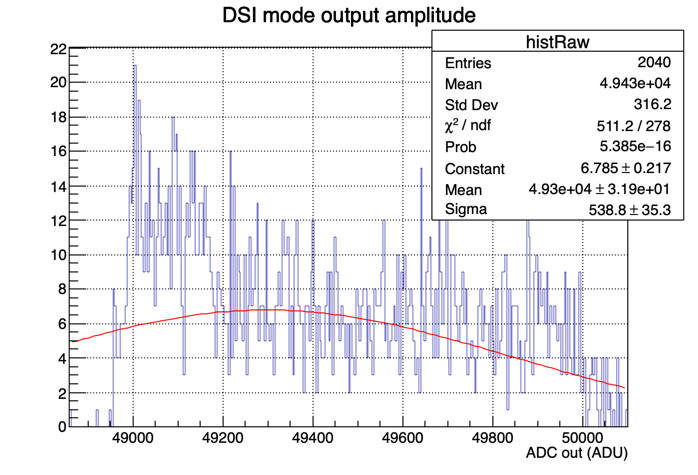 DSI mode output amplitude
histRaw
Entries 2040
Mean 4.943e+04
Std Dev 316.2
χ² / ndf 511.2 / 278
Prob 5.385e−16
Constant 6.785 ± 0.217
Mean 4.93e+04 ± 3.19e+01
Sigma 538.8 ± 35.3
22
20
18
16
14
12
10
8
6
4
2
0
49000 49200 49400 49600 49800 50000
ADC out (ADU)